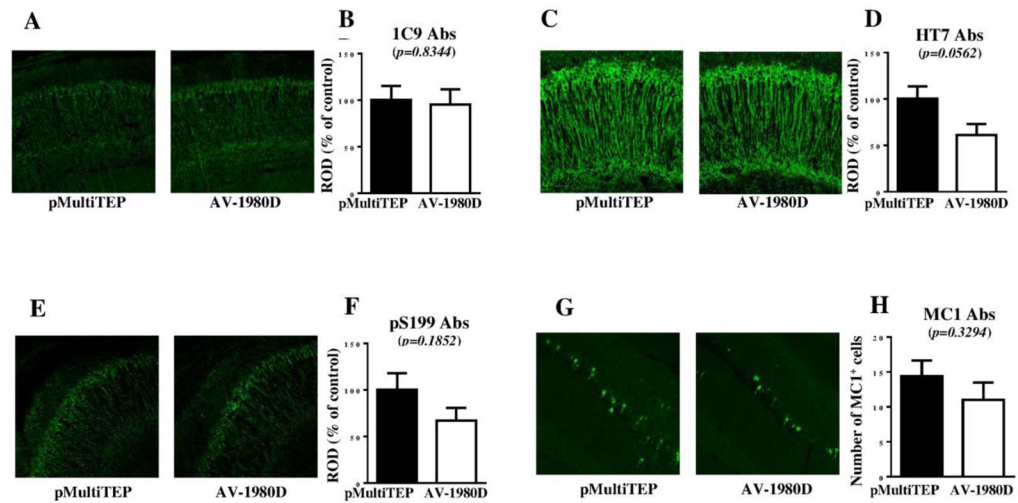 A
B
1C9 Abs
(p=0.8344)
ROD (% of control)
150
100
50
0
pMultiTEP
AV-1980D
pMultiTEP
AV-1980D
C
D
HT7 Abs
(p=0.0562)
ROD (% of control)
150
100
50
0
pMultiTEP
AV-1980D
pMultiTEP
AV-1980D
E
F
pS199 Abs
(p=0.1852)
ROD (% of control)
150
100
50
0
pMultiTEP
AV-1980D
pMultiTEP
AV-1980D
G
H
MC1 Abs
(p=0.3294)
Number of MC1⁺ cells
20
15
10
5
0
pMultiTEP
AV-1980D
pMultiTEP
AV-1980D